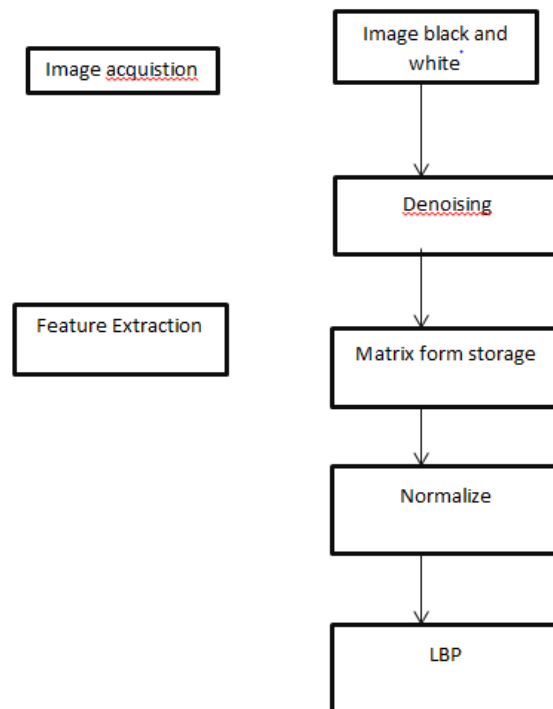 Image acquistion
Image black and
white
Denoising
Feature Extraction
Matrix form storage
Normalize
LBP